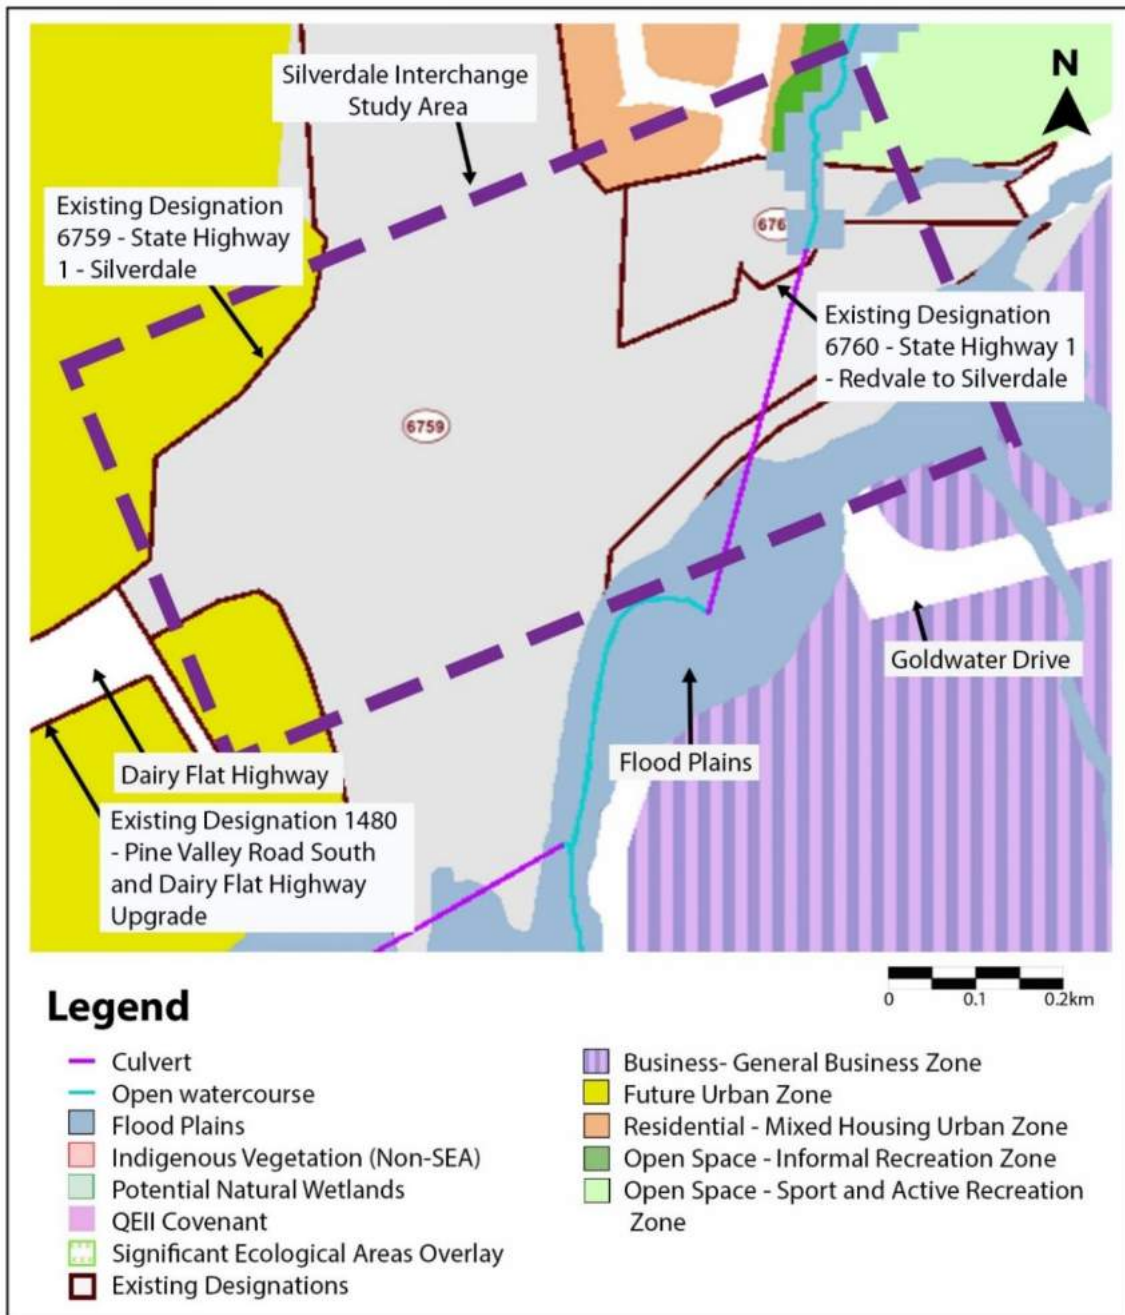 Silverdale Interchange
Study Area
N
Existing Designation
6759 - State Highway
1 - Silverdale
676
Existing Designation
6760 - State Highway 1
- Redvale to Silverdale
6759
Goldwater Drive
Flood Plains
Dairy Flat Highway
Existing Designation 1480
- Pine Valley Road South
and Dairy Flat Highway
Upgrade
0 0.1 0.2km
Legend
Culvert
Open watercourse
Flood Plains
Indigenous Vegetation (Non-SEA)
Potential Natural Wetlands
QEII Covenant
Significant Ecological Areas Overlay
Existing Designations
Business- General Business Zone
Future Urban Zone
Residential - Mixed Housing Urban Zone
Open Space - Informal Recreation Zone
Open Space - Sport and Active Recreation
Zone